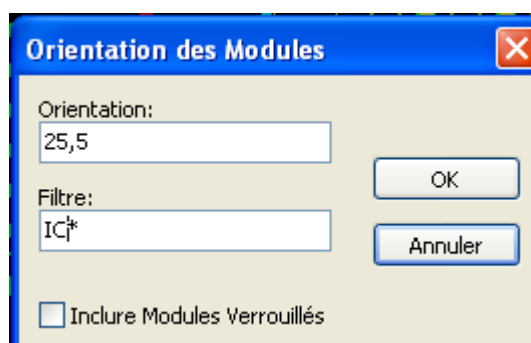 Orientation des Modules
Orientation:
25,5
OK
Filtre:
IC*
Annuler
Inclure Modules Verrouillés